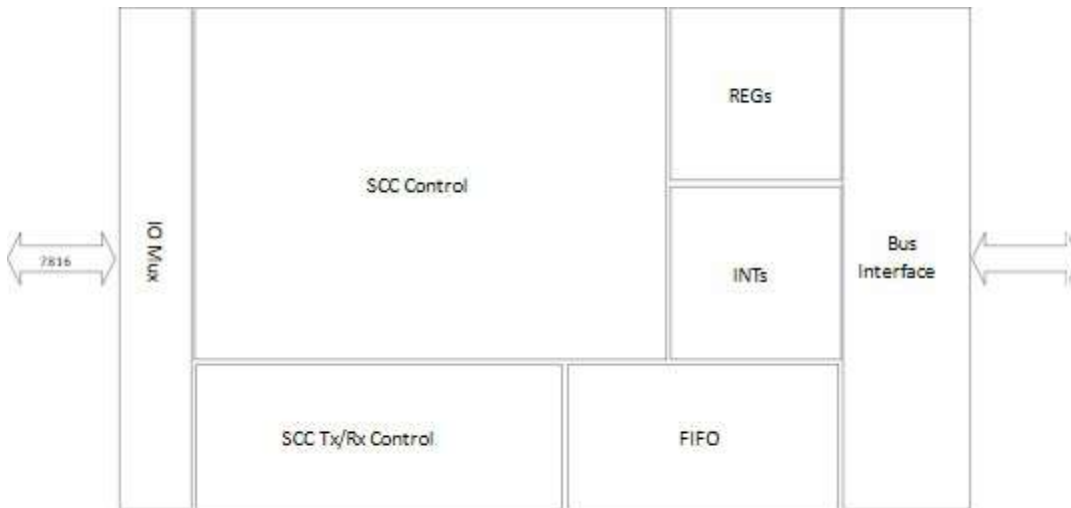 REGs
SCC Control
IO Mux
7816
INTs
Bus
Interface
SCC Tx/Rx Control
FIFO